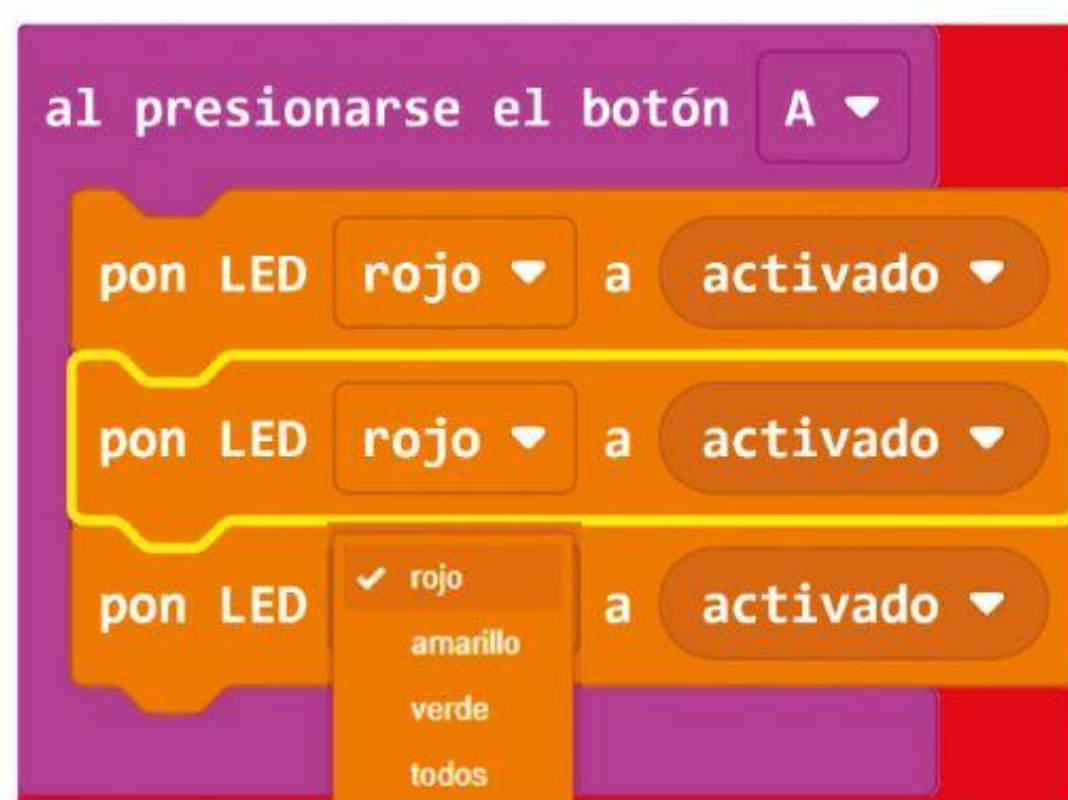 al presionarse el botón A
pon LED rojo a activado
pon LED rojo a activado
pon LED a activado
rojo
amarillo
verde
todos